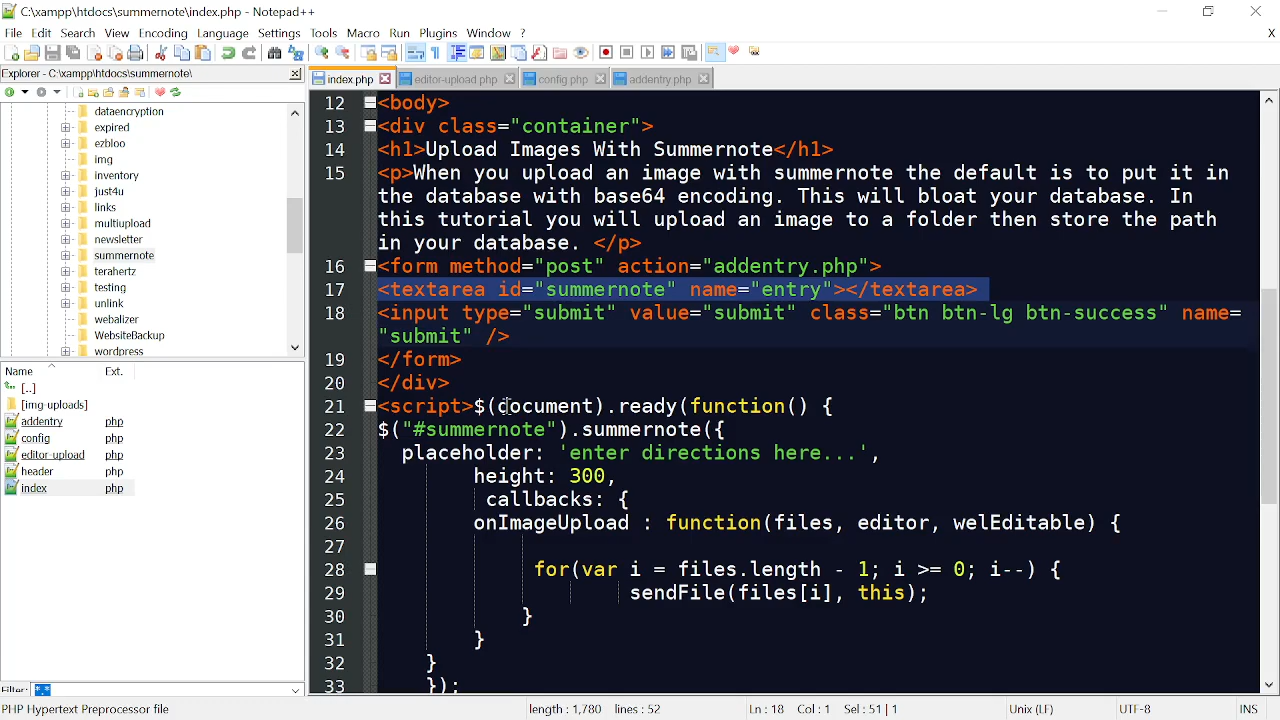 C:\xampp\htdocs\summernote\index.php - Notepad++
File Edit Search View Encoding Language Settings Tools Macro Run Plugins Window ? X
Explorer - C:\xampp\htdocs\summernote\
index.php editor-upload.php config.php addentry.php
dataencryption
expired
ezbloo
img
inventory
just4u
links
multiupload
newsletter
summernote
terahertz
testing
unlink
webalizer
WebsiteBackup
wordpress
Name Ext.
[..]
[img-uploads]
addentry php
config php
editor-upload php
header php
index php
Filter: *.*
12 <body>
13 <div class="container">
14 <h1>Upload Images With Summernote</h1>
15 <p>When you upload an image with summernote the default is to put it in
the database with base64 encoding. This will bloat your database. In
this tutorial you will upload an image to a folder then store the path
in your database. </p>
16 <form method="post" action="addentry.php">
17 <textarea id="summernote" name="entry"></textarea>
18 <input type="submit" value="submit" class="btn btn-lg btn-success" name=
"submit" />
19 </form>
20 </div>
21 <script>$(document).ready(function() {
22 $("#summernote").summernote({
23 placeholder: 'enter directions here...',
24 height: 300,
25 callbacks: {
26 onImageUpload : function(files, editor, welEditable) {
27
28 for(var i = files.length - 1; i >= 0; i--) {
29 sendFile(files[i], this);
30 }
31 }
32 }
33 });
PHP Hypertext Preprocessor file length : 1,780 lines : 52 Ln : 18 Col : 1 Sel : 51 | 1 Unix (LF) UTF-8 INS